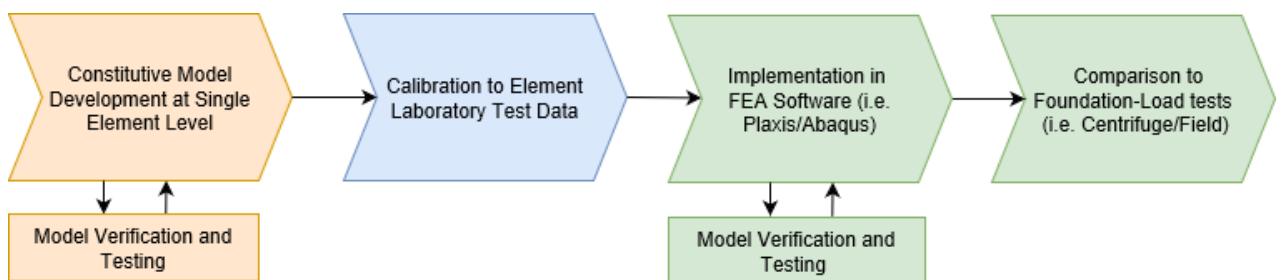 Constitutive Model
Development at Single
Element Level
Calibration to Element
Laboratory Test Data
Implementation in
FEA Software (i.e.
Plaxis/Abaqus)
Comparison to
Foundation-Load tests
(i.e. Centrifuge/Field)
Model Verification and
Testing
Model Verification and
Testing